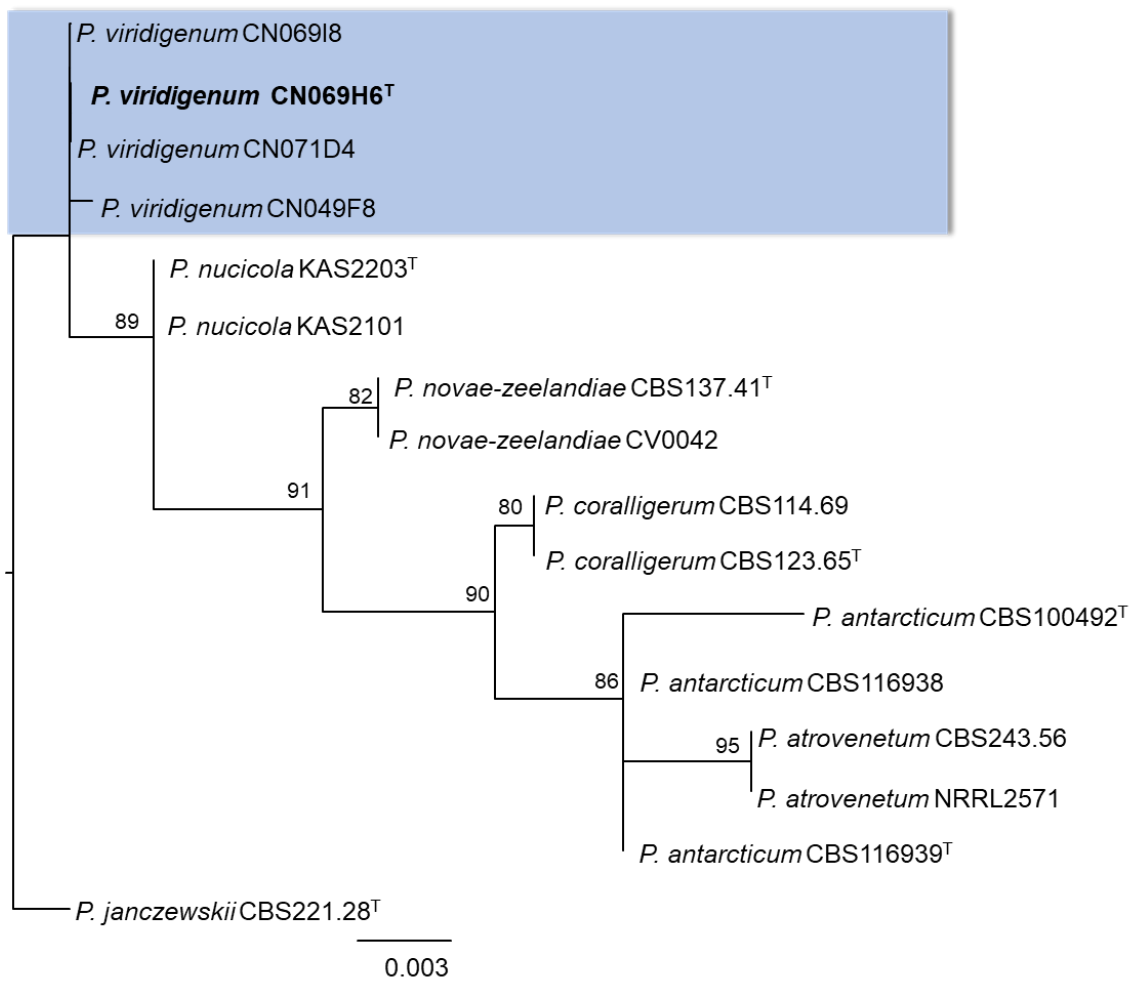 P. viridigenum CN069I8
P. viridigenum CN069H6T
P. viridigenum CN071D4
P. viridigenum CN049F8
P. nucicola KAS2203T
89
P. nucicola KAS2101
P. novae-zeelandiae CBS137.41T
82
P. novae-zeelandiae CV0042
91
P. coralligerum CBS114.69
80
P. coralligerum CBS123.65T
90
P. antarcticum CBS100492T
86
P. antarcticum CBS116938
P. atrovenetum CBS243.56
95
P. atrovenetum NRRL2571
P. antarcticum CBS116939T
P. janczewskii CBS221.28T
0.003